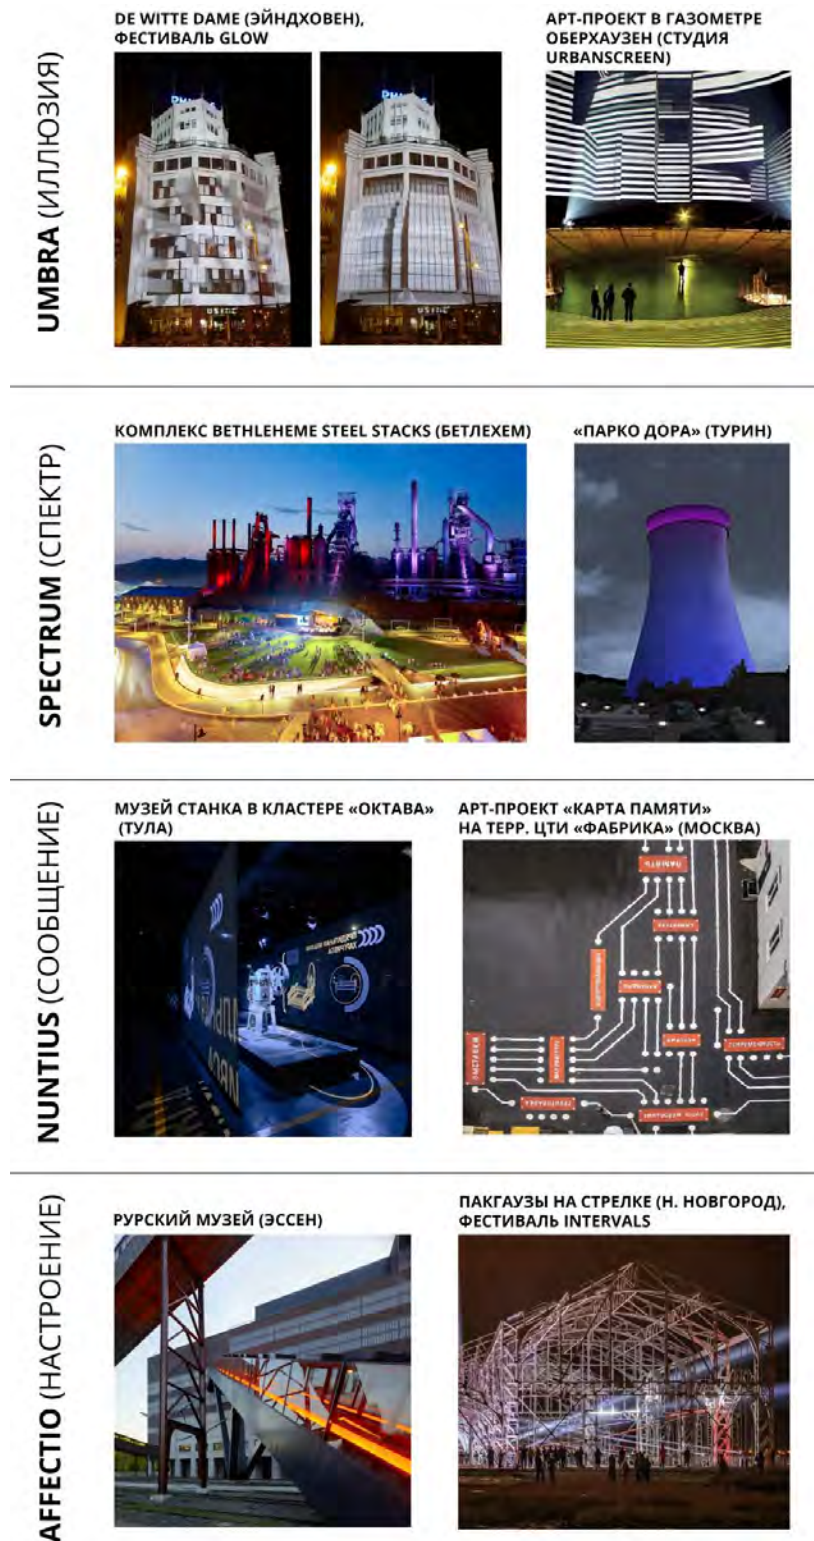 DE WITTE DAME (ЭЙНДХОВЕН),
ФЕСТИВАЛЬ GLOW
АРТ-ПРОЕКТ В ГАЗОМЕТРЕ
ОБЕРХАУЗЕН (СТУДИЯ
URBANSCREEN)
UMBRA (ИЛЛЮЗИЯ)
КОМПЛЕКС BETHLEHEME STEEL STACKS (БЕТЛЕХЕМ)
«ПАРКО ДОРА» (ТУРИН)
SPECTRUM (СПЕКТР)
МУЗЕЙ СТАНКА В КЛАСТЕРЕ «ОКТАВА»
(ТУЛА)
АРТ-ПРОЕКТ «КАРТА ПАМЯТИ»
НА ТЕРР. ЦТИ «ФАБРИКА» (МОСКВА)
ПАМЯТЬ
NUNTIUS (СООБЩЕНИЕ)
РУРСКИЙ МУЗЕЙ (ЭССЕН)
ПАКГАУЗЫ НА СТРЕЛКЕ (Н. НОВГОРОД),
ФЕСТИВАЛЬ INTERVALS
AFFECTIO (НАСТРОЕНИЕ)